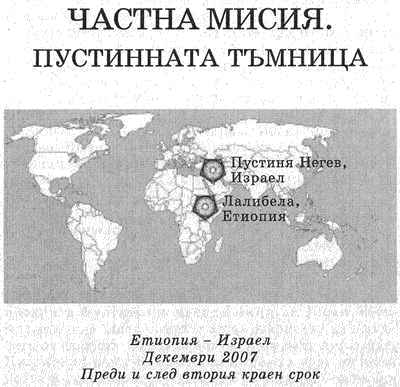 ЧАСТНА МИСИЯ.
ПУСТИННАТА ТЪМНИЦА
Пустиня Негев,
Израел
Лалибела,
Етиопия
Етиопия – Израел
Декември 2007
Преди и след втория краен срок